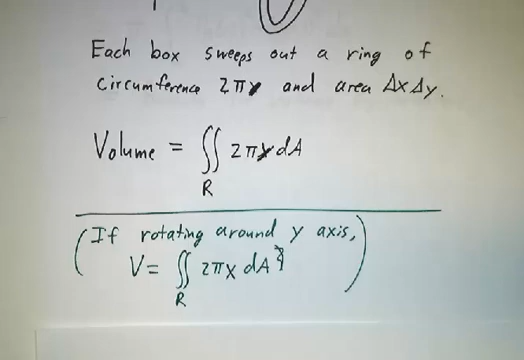 Each box sweeps out a ring of
circumference 2πy and area ΔxΔy.
Volume = ∬ 2πy dA
R
(If rotating around y axis,
V = ∬ 2πx dA)
R